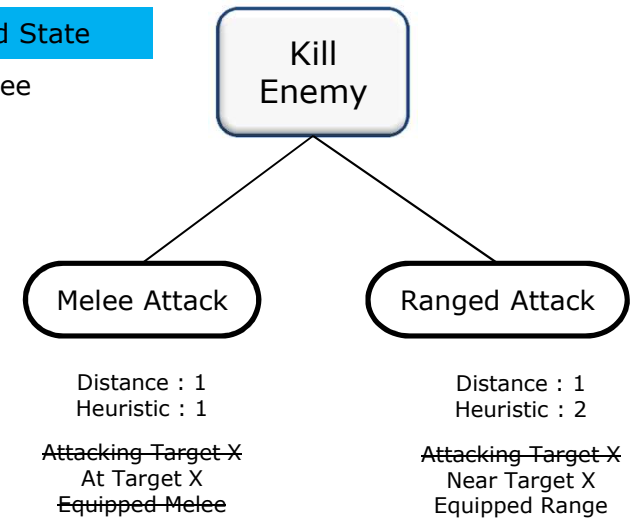 State
Kill
Enemy
Melee Attack
Ranged Attack
Distance : 1
Heuristic : 1
Attacking Target X
At Target X
Equipped Melee
Distance : 1
Heuristic : 2
Attacking Target X
Near Target X
Equipped Range